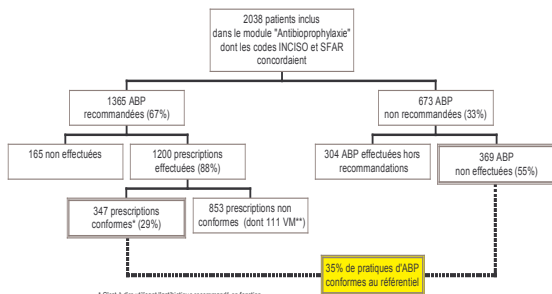 2038 patients inclus
dans le module "Antibioprophylaxie"
dont les codes INCISO et SFAR
concordaient
1365 ABP
recommandées (67%)
673 ABP
non recommandées (33%)
165 non effectuées
1200 prescriptions
effectuées (88%)
304 ABP effectuées hors
recommandations
369 ABP
non effectuées (55%)
347 prescriptions
conformes* (29%)
853 prescriptions non
conformes (dont 111 VM**)
35% de pratiques d'ABP
conformes au référentiel